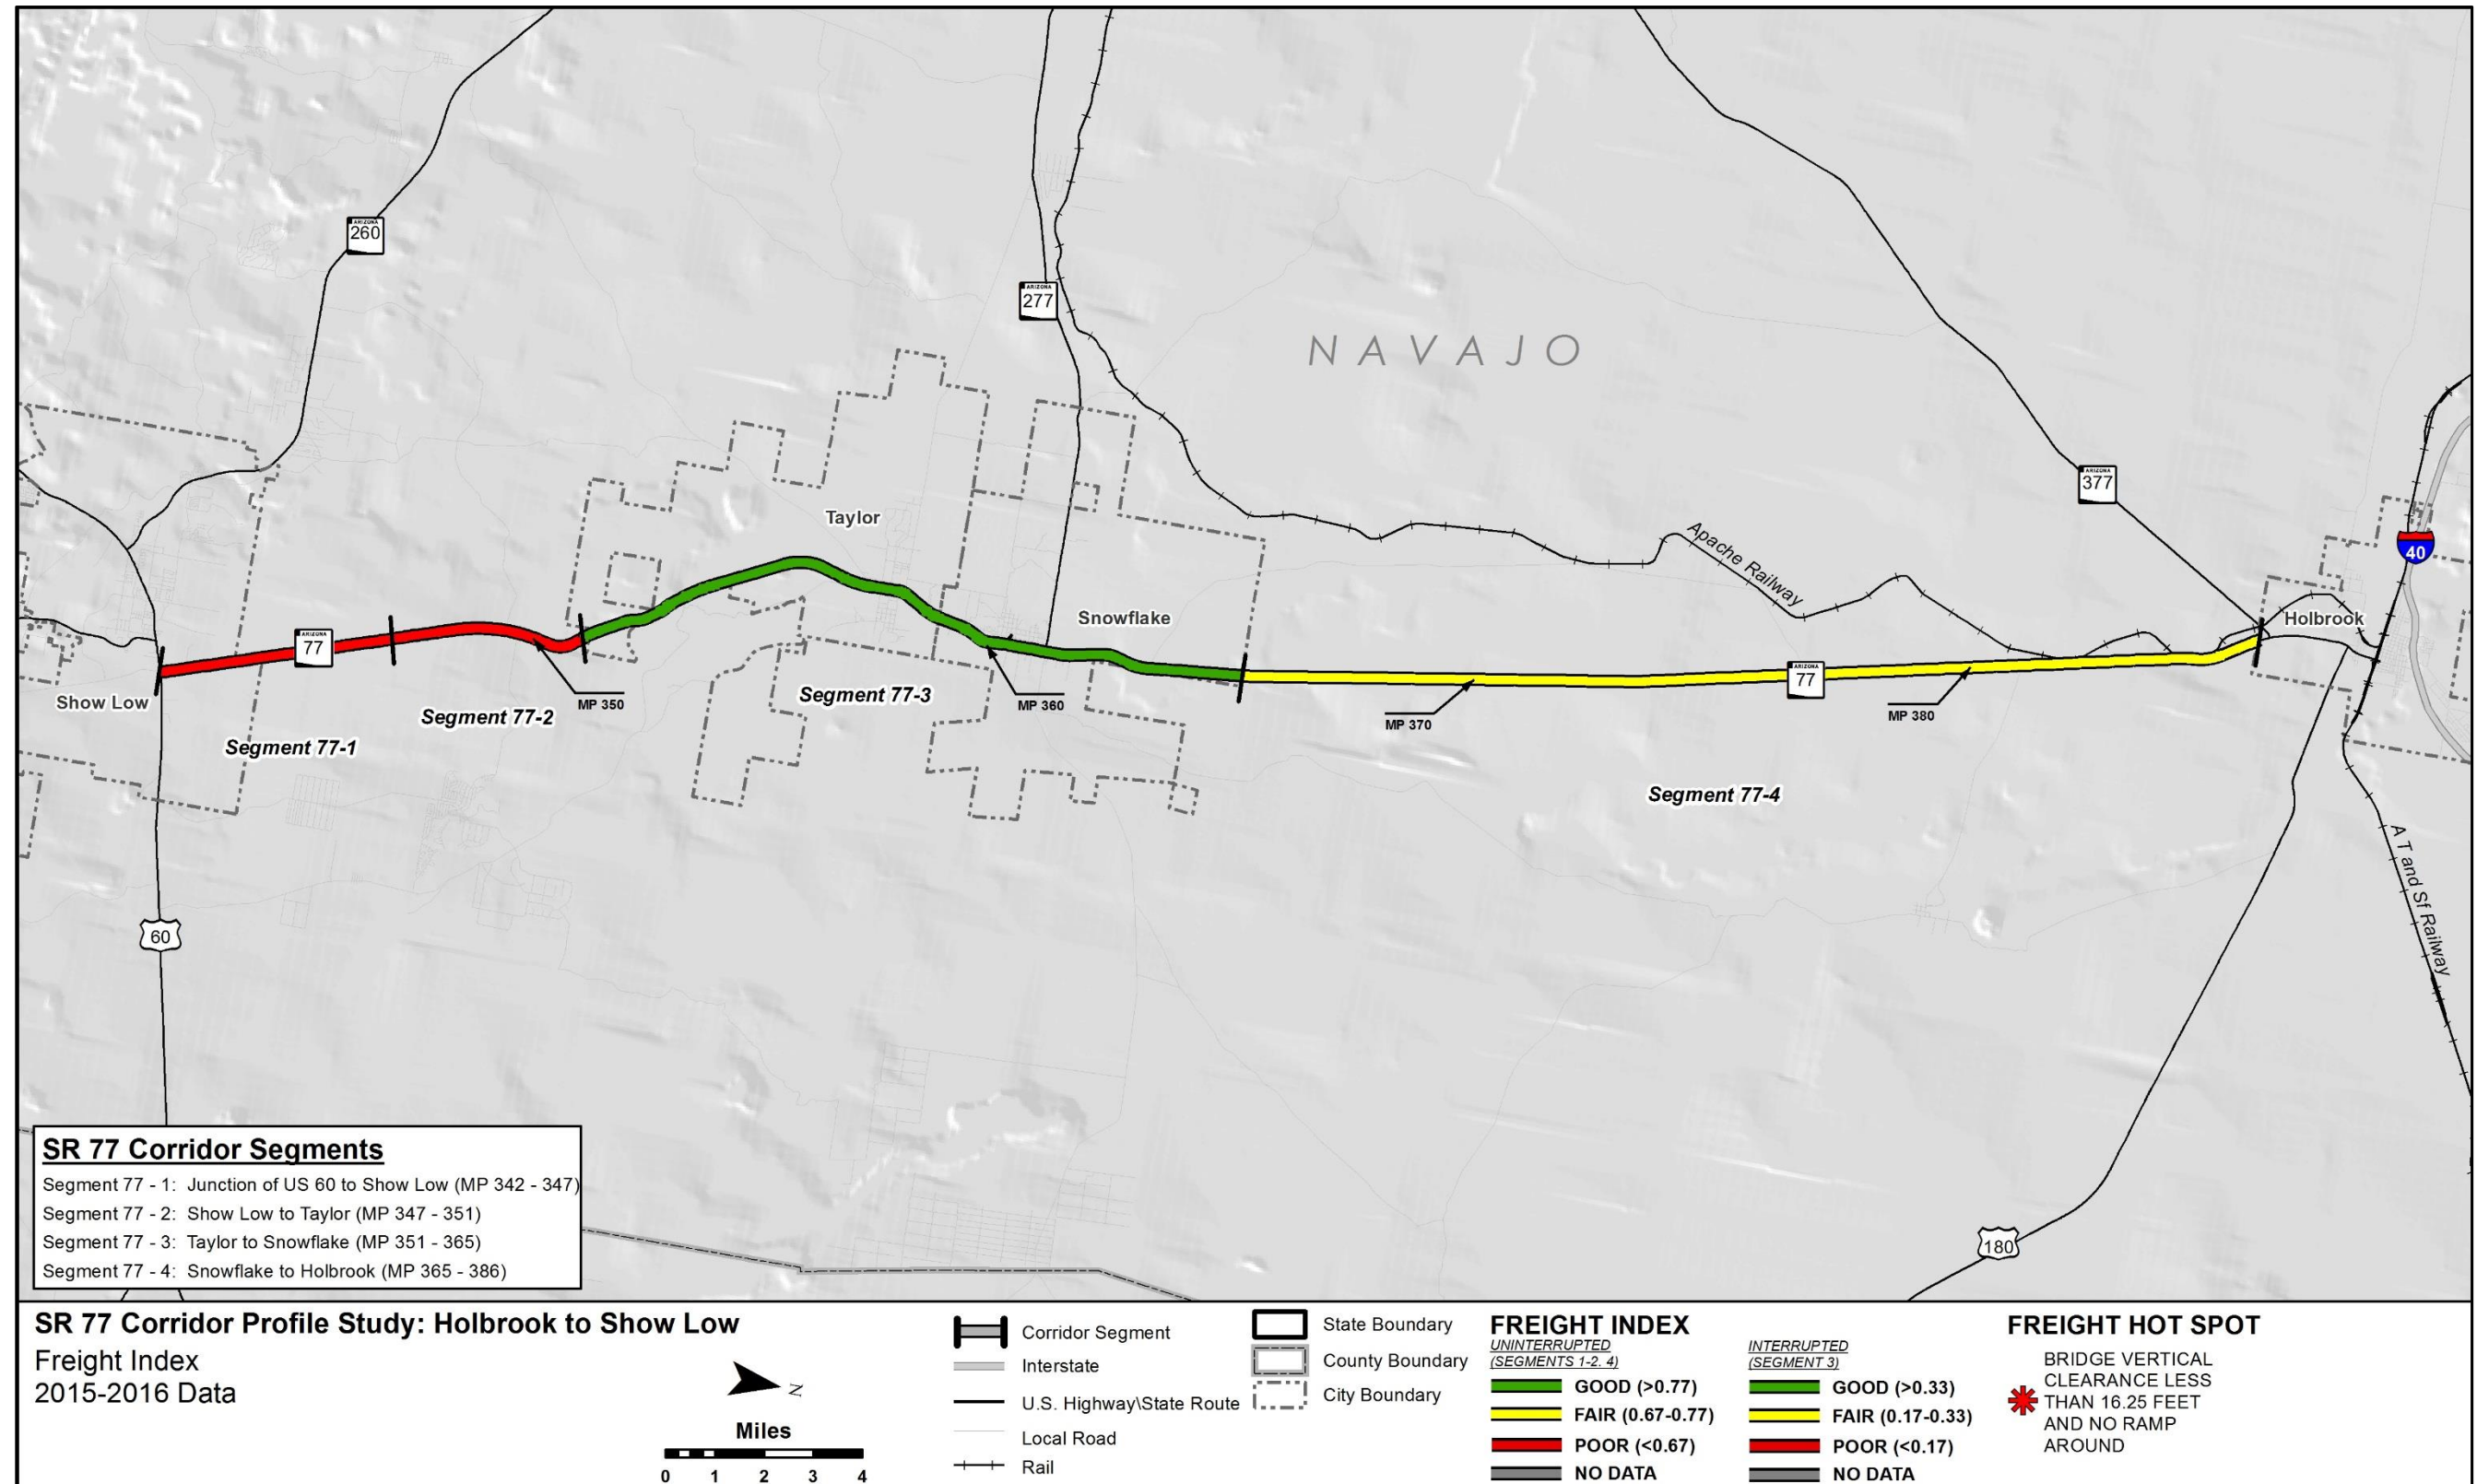 ARIZONA
260
ARIZONA
277
NAVAJO
ARIZONA
377
40
Taylor
Apache Railway
Snowflake
Holbrook
ARIZONA
77
Show Low
Segment 77-1
Segment 77-2
MP 350
Segment 77-3
MP 360
MP 370
ARIZONA
77
MP 380
Segment 77-4
A T and Sf Railway
60
180
SR 77 Corridor Segments
Segment 77 - 1: Junction of US 60 to Show Low (MP 342 - 347)
Segment 77 - 2: Show Low to Taylor (MP 347 - 351)
Segment 77 - 3: Taylor to Snowflake (MP 351 - 365)
Segment 77 - 4: Snowflake to Holbrook (MP 365 - 386)
SR 77 Corridor Profile Study: Holbrook to Show Low
Freight Index
2015-2016 Data
N
Miles
0 1 2 3 4
Corridor Segment
Interstate
U.S. Highway\State Route
Local Road
Rail
State Boundary
County Boundary
City Boundary
FREIGHT INDEX
UNINTERRUPTED
(SEGMENTS 1-2. 4)
GOOD (>0.77)
FAIR (0.67-0.77)
POOR (<0.67)
NO DATA
INTERRUPTED
(SEGMENT 3)
GOOD (>0.33)
FAIR (0.17-0.33)
POOR (<0.17)
NO DATA
FREIGHT HOT SPOT
BRIDGE VERTICAL
CLEARANCE LESS
THAN 16.25 FEET
AND NO RAMP
AROUND